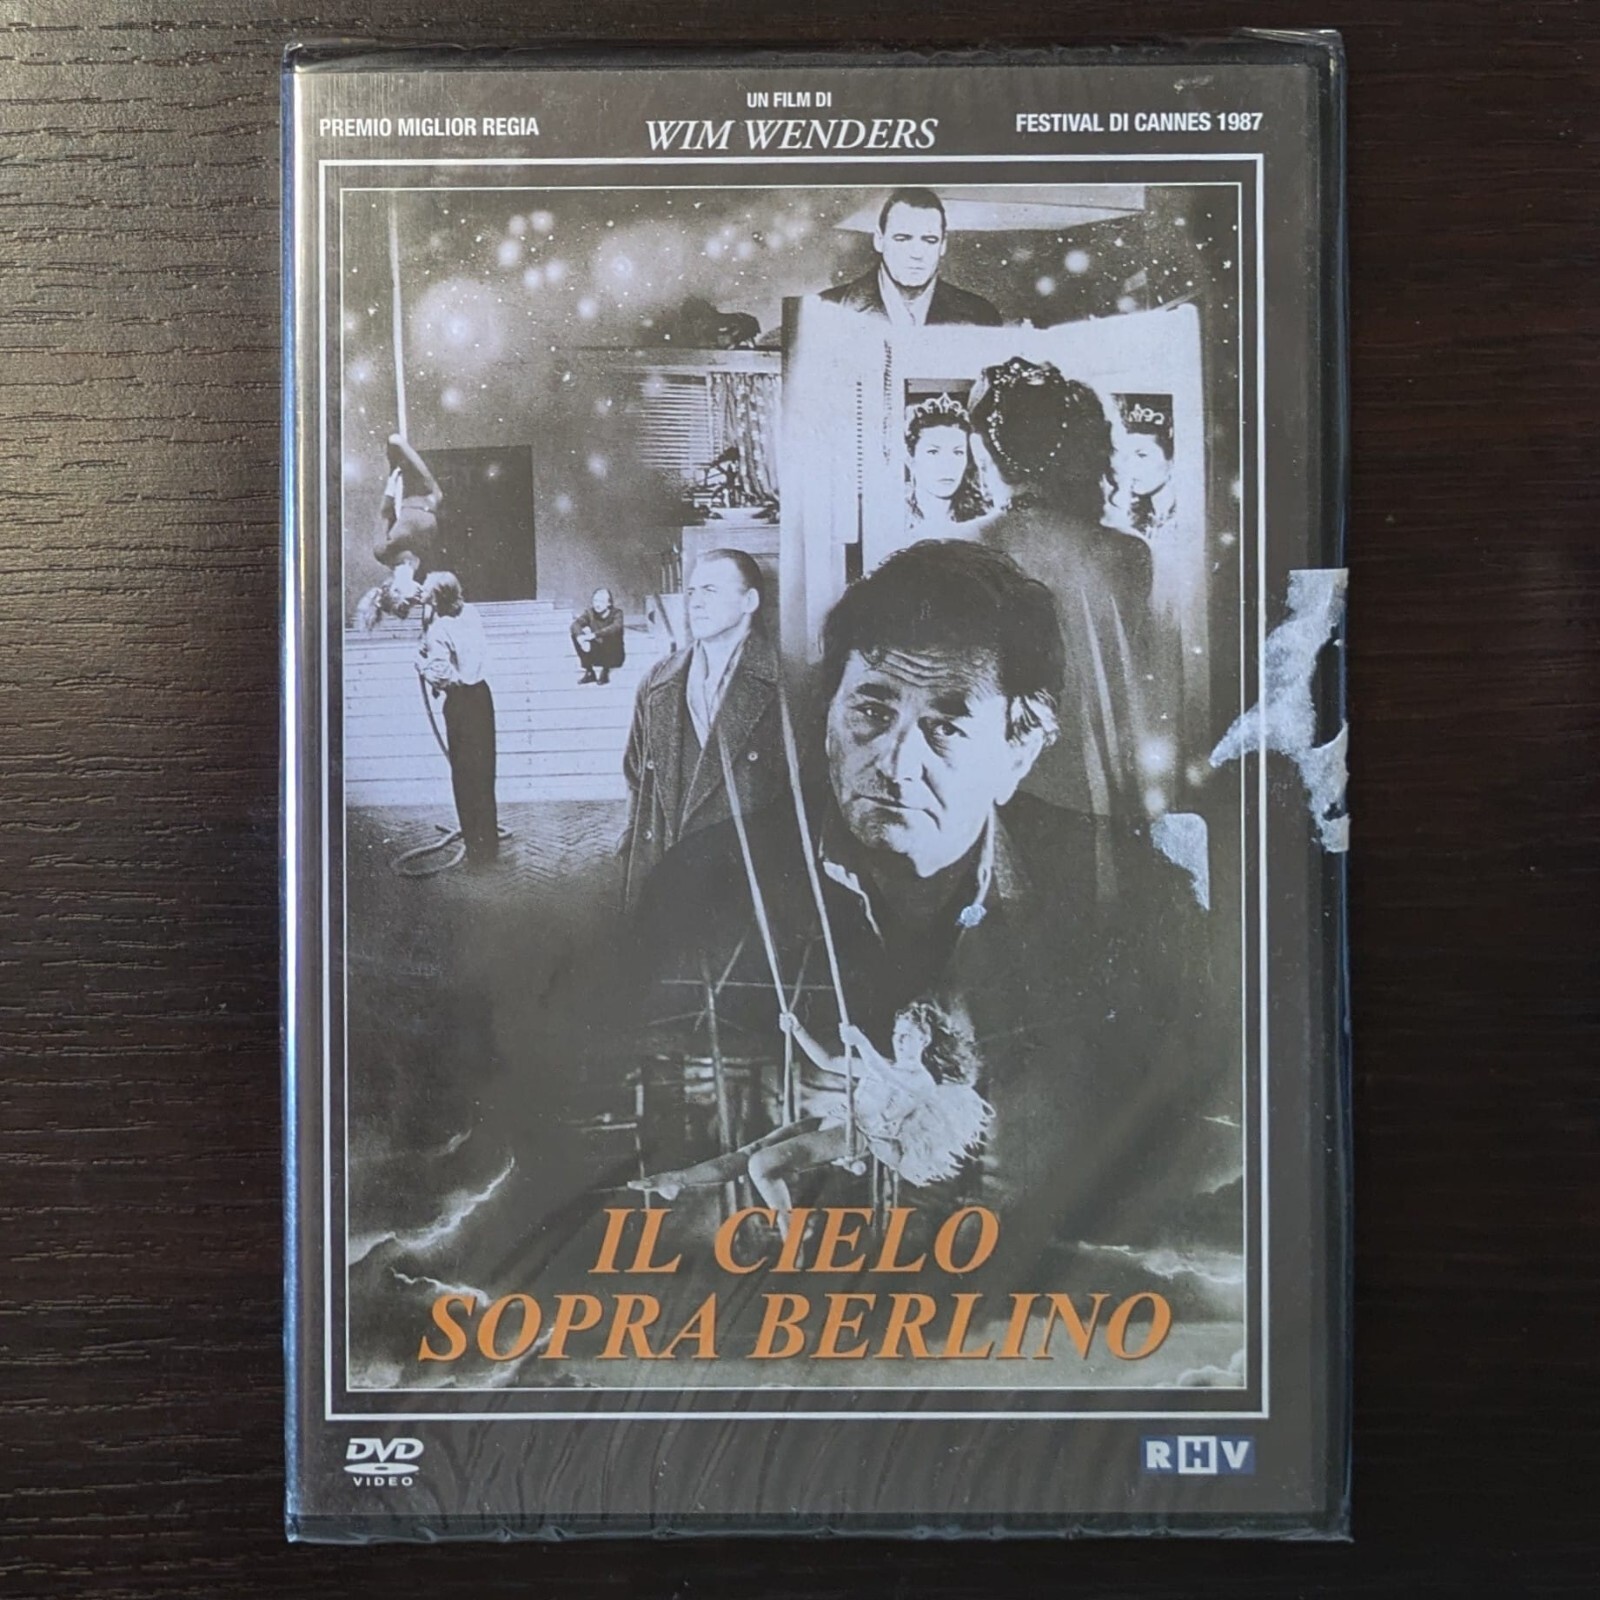 UN FILM DI
PREMIO MIGLIOR REGIA
WIM WENDERS
FESTIVAL DI CANNES 1987
IL CIELO
SOPRA BERLINO
DVD
VIDEO
RHV